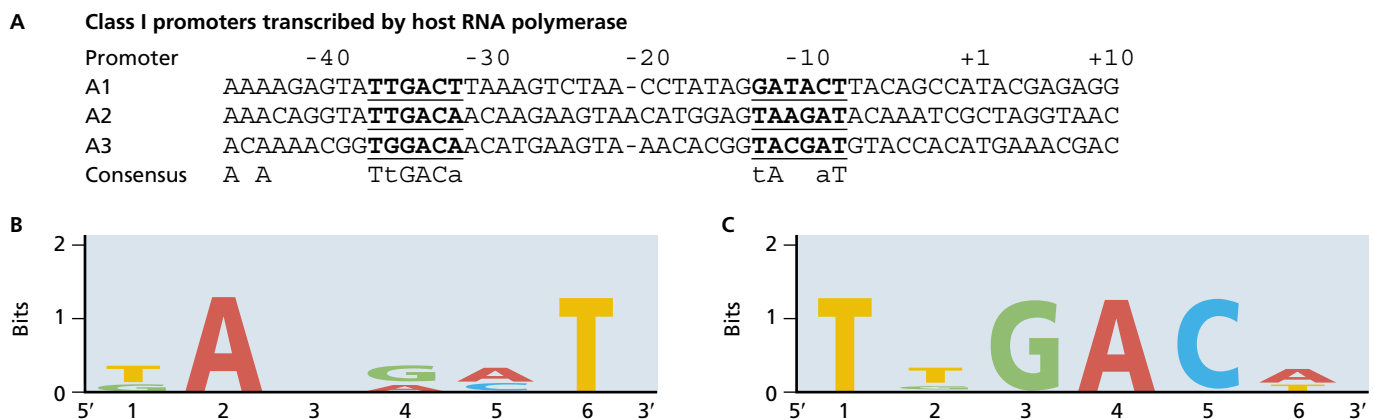 A Class I promoters transcribed by host RNA polymerase
Promoter -40 -30 -20 -10 +1 +10
A1 AAAAGAGTATTGACTTAAAGTCTAA-CCTATAGGATACTTACAGCCATACGAGAGG
A2 AAACAGGTATTGACAACAAGAAGTAACATGGAGTAAGATACAAATCGCTAGGTAAC
A3 ACAAAACGGTGGACAACATGAAGTA-AACACGGTACGATGTACCACATGAAACGAC
Consensus A A TtGACa tA aT
B
2
1
0
Bits
T
G
A
G
A
A
C
T
5′ 1 2 3 4 5 6 3′
C
2
1
0
Bits
T
T
G
G
A
C
A
T
5′ 1 2 3 4 5 6 3′